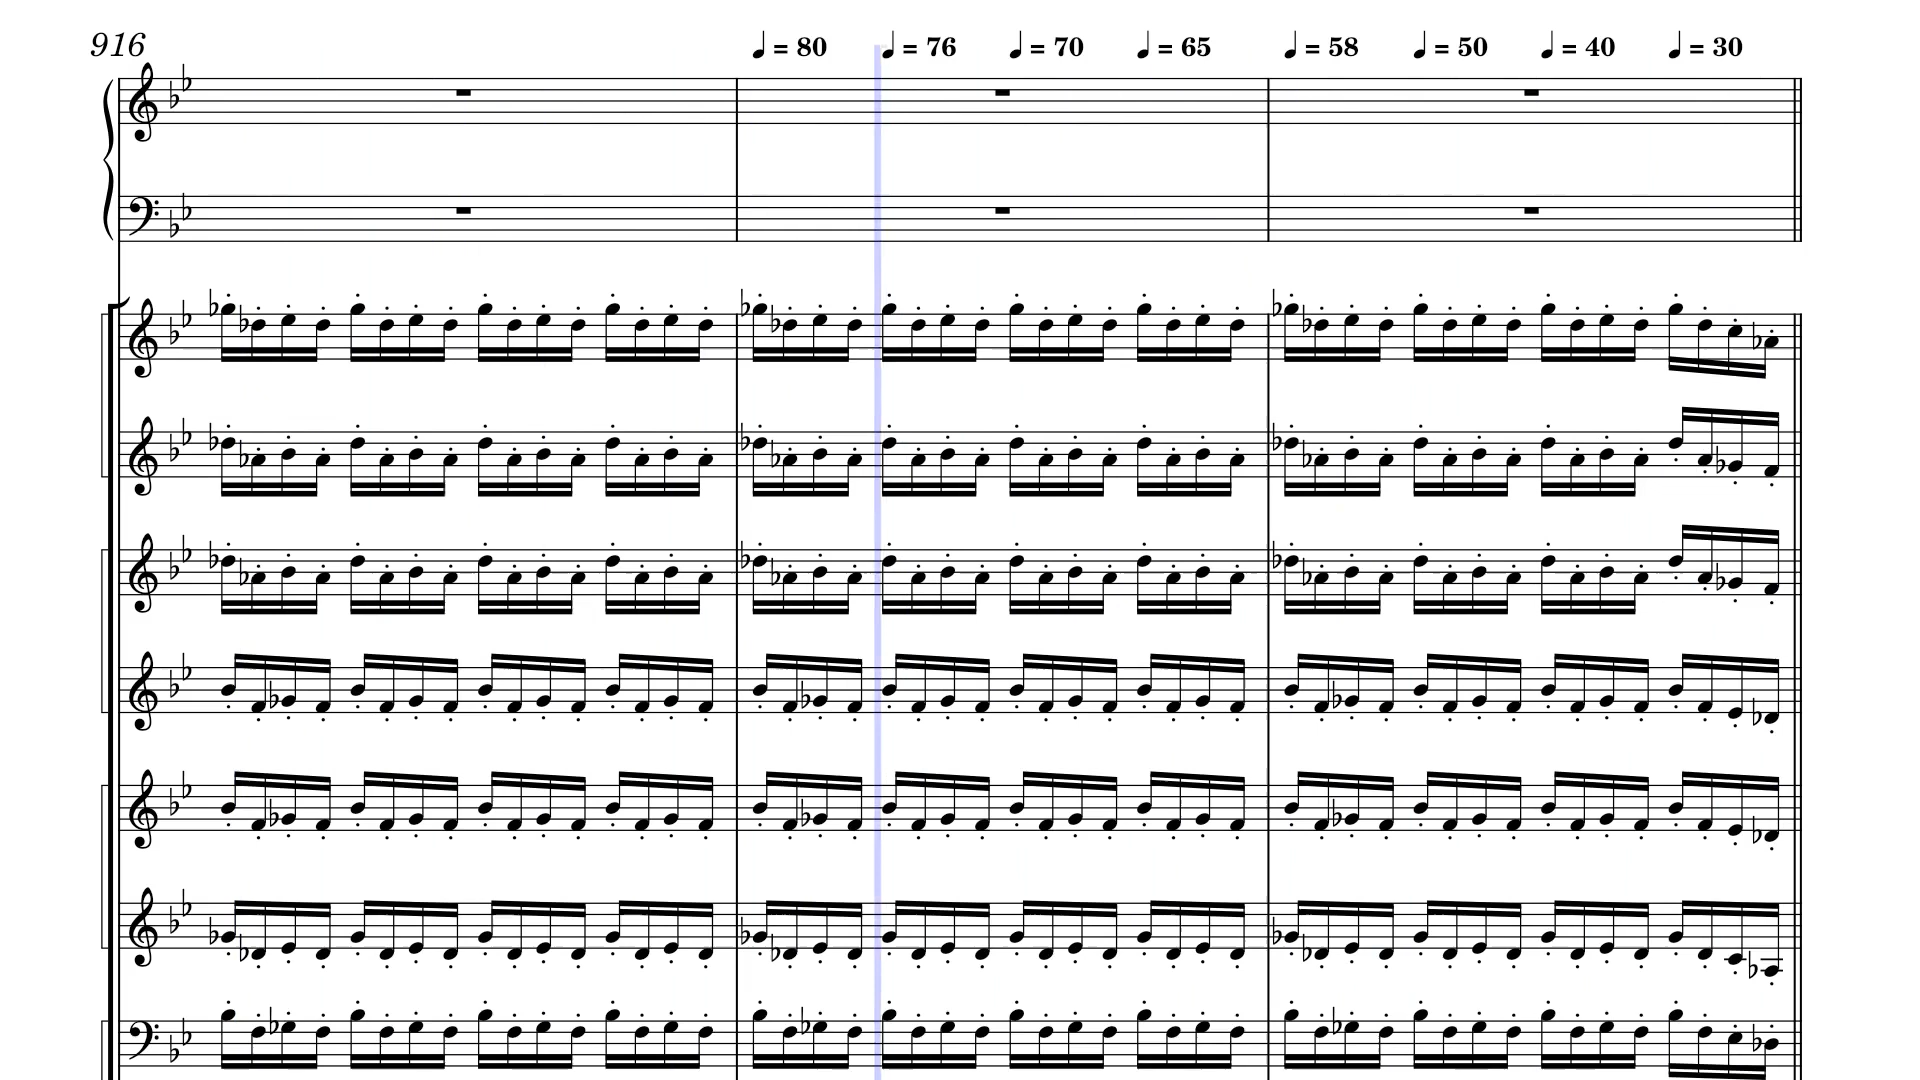 916
♩ = 80 ♩ = 76 ♩ = 70 ♩ = 65 ♩ = 58 ♩ = 50 ♩ = 40 ♩ = 30